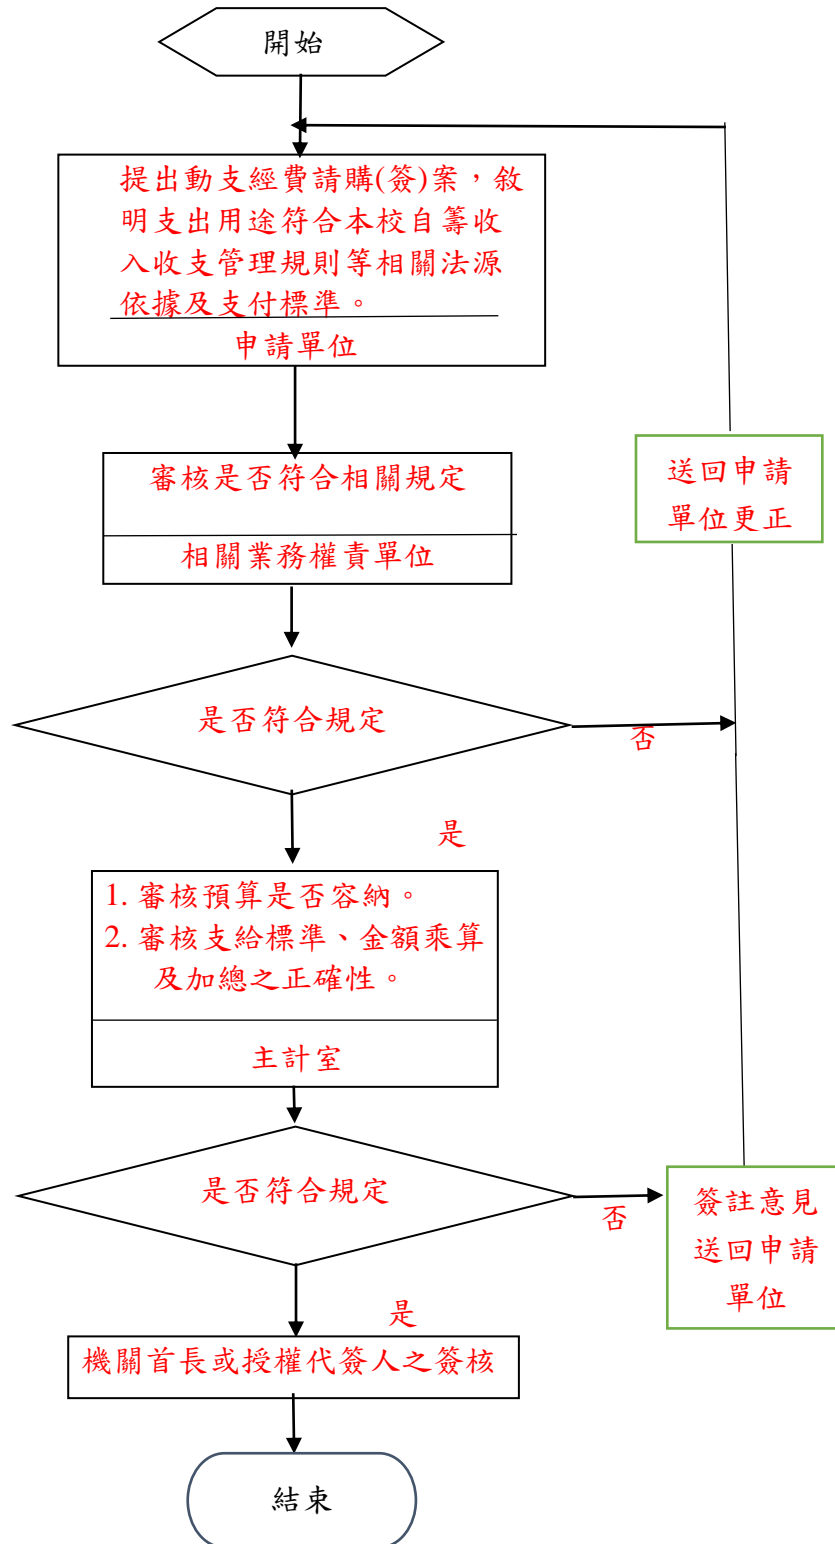 開始
提出動支經費請購(簽)案，敘
明支出用途符合本校自籌收
入收支管理規則等相關法源
依據及支付標準。
申請單位
審核是否符合相關規定
相關業務權責單位
送回申請
單位更正
是否符合規定
否
是
1. 審核預算是否容納。
2. 審核支給標準、金額乘算
及加總之正確性。
主計室
是否符合規定
否
簽註意見
送回申請
單位
是
機關首長或授權代簽人之簽核
結束